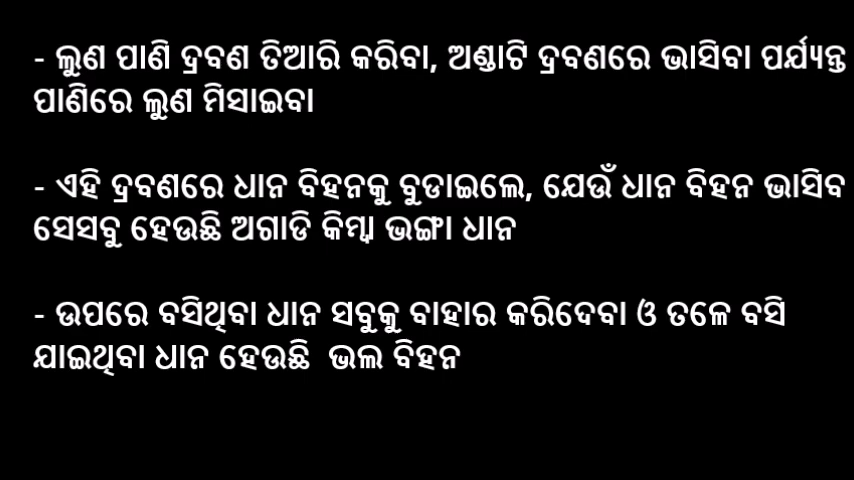 - ଲୁଣ ପାଣି ଦ୍ରବଣ ତିଆରି କରିବା, ଅଣ୍ଡାଟି ଦ୍ରବଣରେ ଭାସିବା ପର୍ଯ୍ୟନ୍ତ
ପାଣିରେ ଲୁଣ ମିସାଇବା
- ଏହି ଦ୍ରବଣରେ ଧାନ ବିହନକୁ ବୁଡାଇଲେ, ଯେଉଁ ଧାନ ବିହନ ଭାସିବ
ସେସବୁ ହେଉଛି ଅଗାଡି କିମ୍ବା ଭଙ୍ଗା ଧାନ
- ଉପରେ ବସିଥିବା ଧାନ ସବୁକୁ ବାହାର କରିଦେବା ଓ ତଳେ ବସି
ଯାଇଥିବା ଧାନ ହେଉଛି ଭଲ ବିହନ